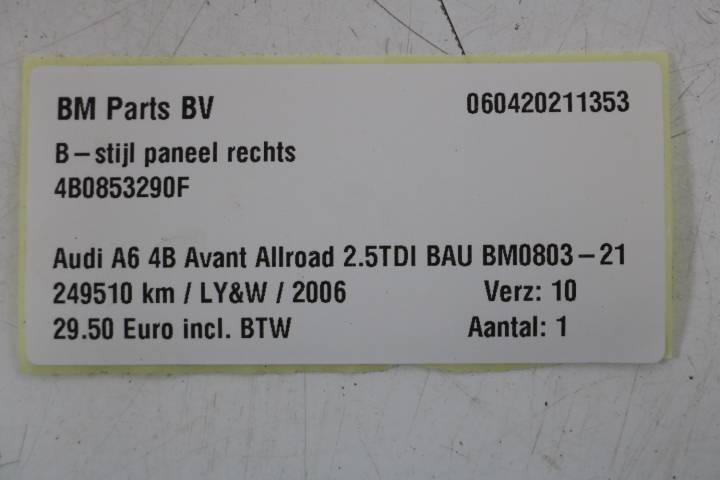 BM Parts BV 060420211353
B-stijl paneel rechts
4B0853290F
Audi A6 4B Avant Allroad 2.5TDI BAU BM0803-21
249510 km / LY&W / 2006 Verz: 10
29.50 Euro incl. BTW Aantal: 1